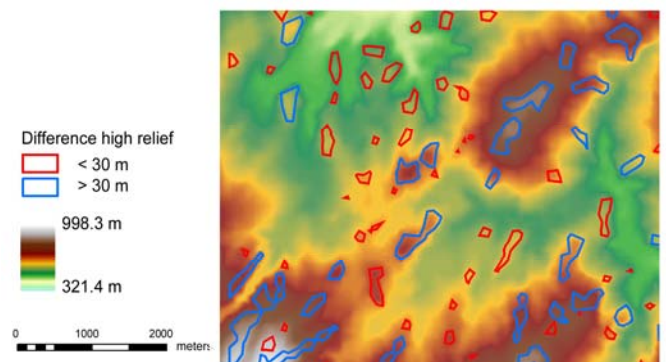 Difference high relief
< 30 m
> 30 m
998.3 m
321.4 m
0 1000 2000
meters